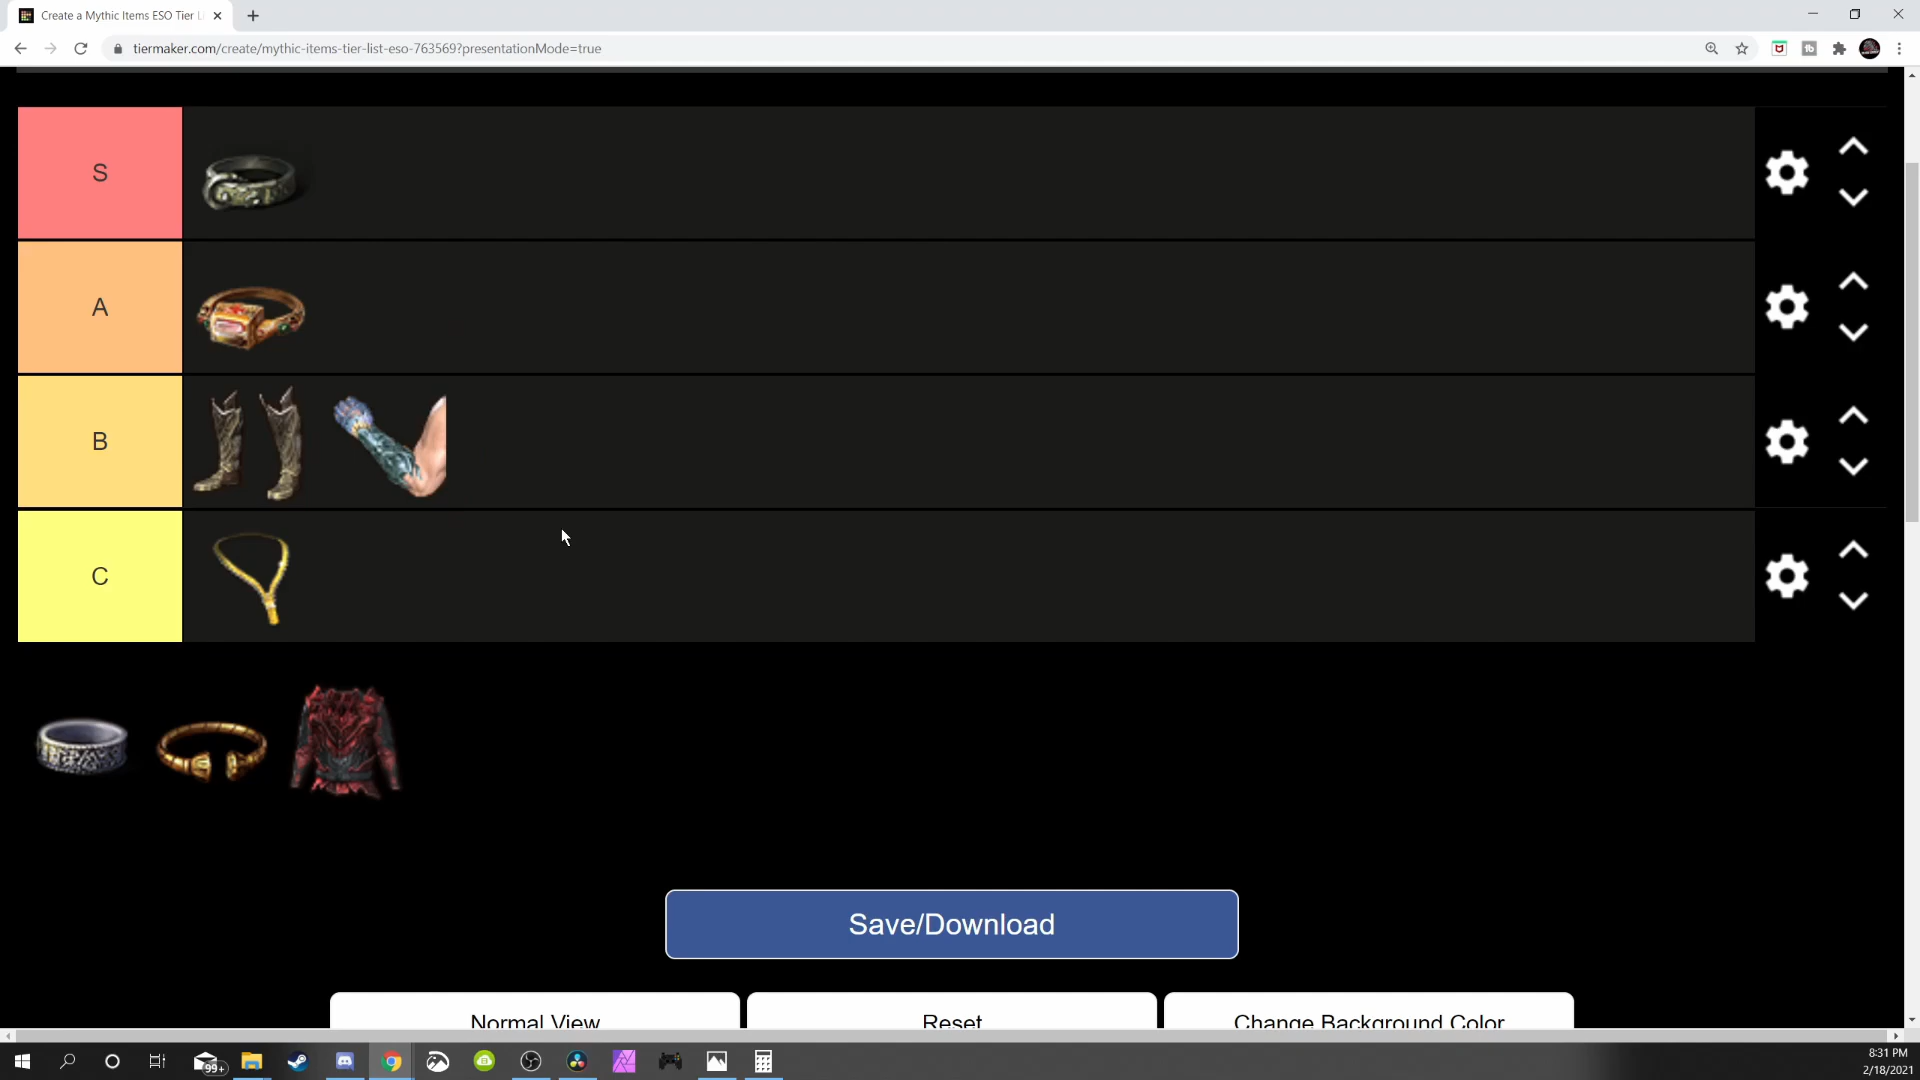 Create a Mythic Items ESO Tier L
tiermaker.com/create/mythic-items-tier-list-eso-763569?presentationMode=true
S
A
B
C
Save/Download
Normal View
Reset
Change Background Color
99+
8:31 PM
2/18/2021